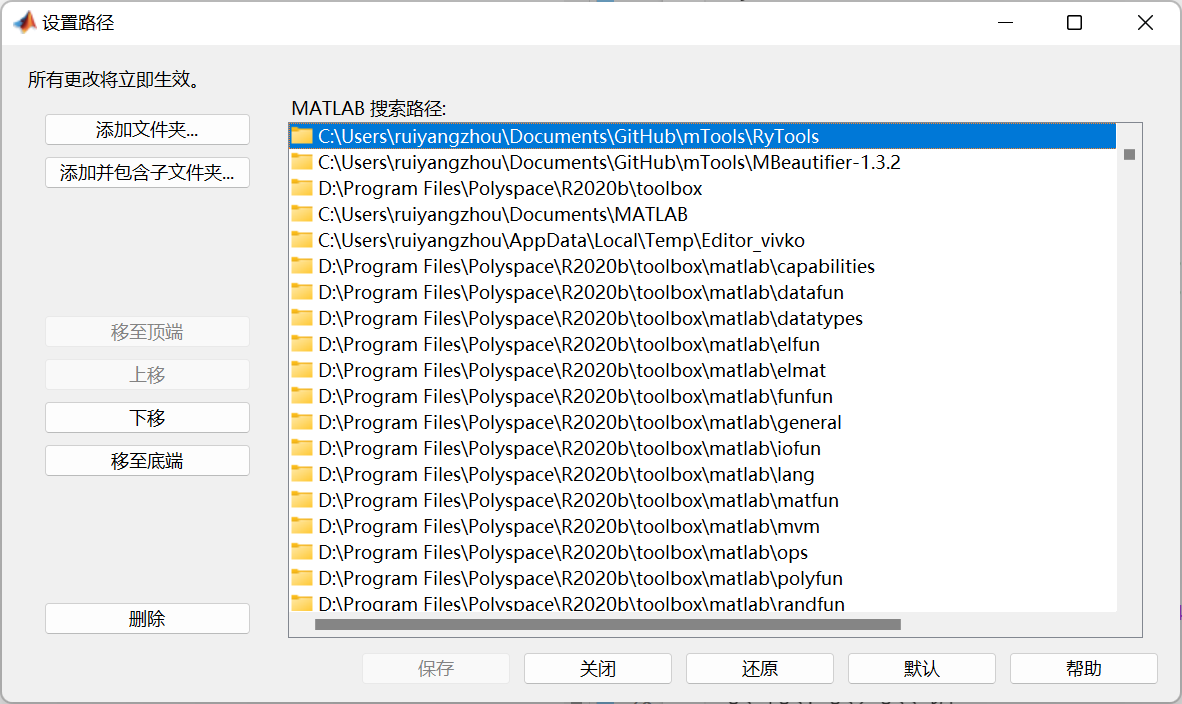 设置路径
所有更改将立即生效。
添加文件夹...
添加并包含子文件夹...
移至顶端
上移
下移
移至底端
删除
MATLAB 搜索路径:
C:\Users\ruiyangzhou\Documents\GitHub\mTools\RyTools
C:\Users\ruiyangzhou\Documents\GitHub\mTools\MBeautifier-1.3.2
D:\Program Files\Polyspace\R2020b\toolbox
C:\Users\ruiyangzhou\Documents\MATLAB
C:\Users\ruiyangzhou\AppData\Local\Temp\Editor_vivko
D:\Program Files\Polyspace\R2020b\toolbox\matlab\capabilities
D:\Program Files\Polyspace\R2020b\toolbox\matlab\datafun
D:\Program Files\Polyspace\R2020b\toolbox\matlab\datatypes
D:\Program Files\Polyspace\R2020b\toolbox\matlab\elfun
D:\Program Files\Polyspace\R2020b\toolbox\matlab\elmat
D:\Program Files\Polyspace\R2020b\toolbox\matlab\funfun
D:\Program Files\Polyspace\R2020b\toolbox\matlab\general
D:\Program Files\Polyspace\R2020b\toolbox\matlab\iofun
D:\Program Files\Polyspace\R2020b\toolbox\matlab\lang
D:\Program Files\Polyspace\R2020b\toolbox\matlab\matfun
D:\Program Files\Polyspace\R2020b\toolbox\matlab\mvm
D:\Program Files\Polyspace\R2020b\toolbox\matlab\ops
D:\Program Files\Polyspace\R2020b\toolbox\matlab\polyfun
D:\Program Files\Polyspace\R2020b\toolbox\matlab\randfun
保存
关闭
还原
默认
帮助